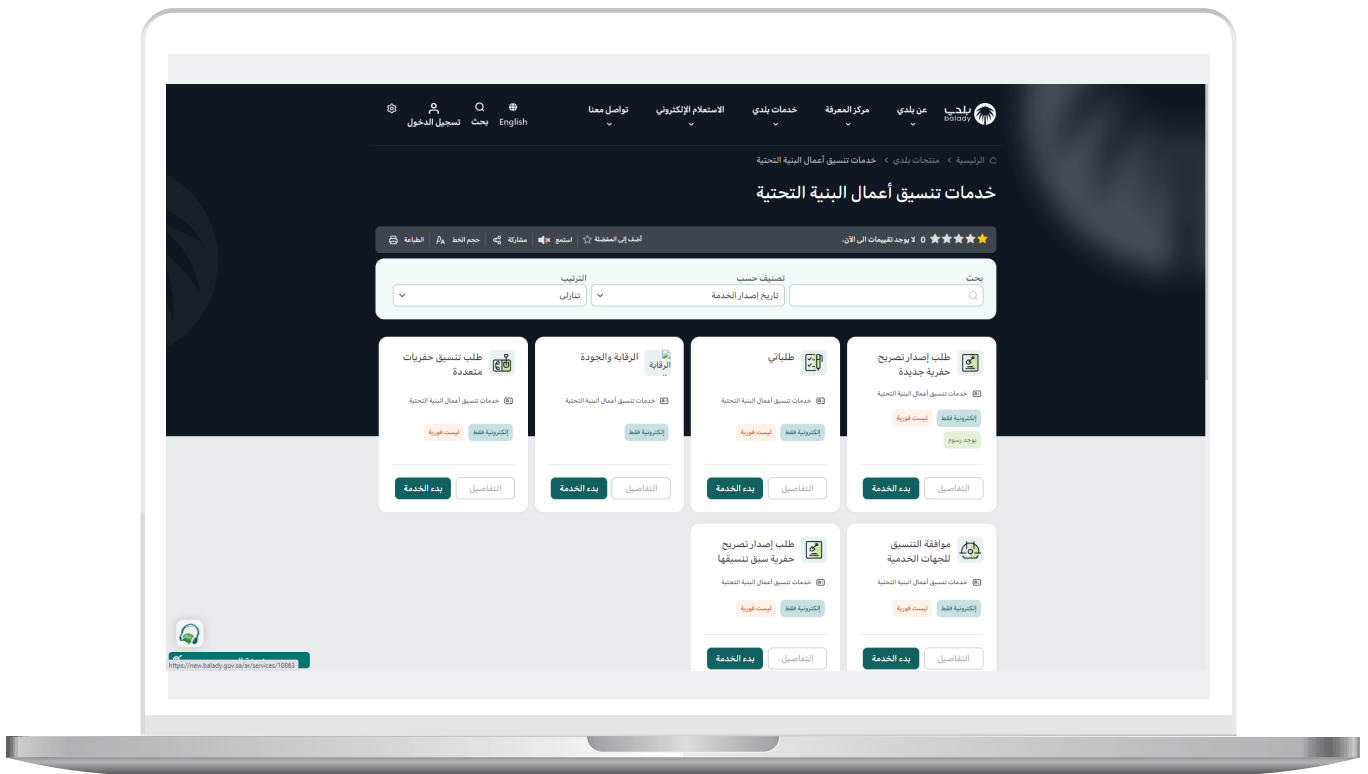 بلدي
balady
عن بلدي
مركز المعرفة
خدمات بلدي
الاستعلام الإلكتروني
تواصل معنا
English
بحث
تسجيل الدخول
الرئيسية > منتجات بلدي > خدمات تنسيق أعمال البنية التحتية
خدمات تنسيق أعمال البنية التحتية
0 لا يوجد تقييمات الى الآن.
أضف إلى المفضلة
استمع
مشاركة
حجم الخط
الطباعة
بحث
تصنيف حسب
تاريخ إصدار الخدمة
الترتيب
تنازلى
طلب إصدار تصريح
حفرية جديدة
خدمات تنسيق أعمال البنية التحتية
إلكترونية فقط
ليست فورية
يوجد رسوم
التفاصيل
بدء الخدمة
طلباتي
خدمات تنسيق أعمال البنية التحتية
إلكترونية فقط
ليست فورية
التفاصيل
بدء الخدمة
الرقابة
الرقابة والجودة
خدمات تنسيق أعمال البنية التحتية
إلكترونية فقط
التفاصيل
بدء الخدمة
طلب تنسيق حفريات
متعددة
خدمات تنسيق أعمال البنية التحتية
إلكترونية فقط
ليست فورية
التفاصيل
بدء الخدمة
موافقة التنسيق
للجهات الخدمية
خدمات تنسيق أعمال البنية التحتية
إلكترونية فقط
ليست فورية
التفاصيل
بدء الخدمة
طلب إصدار تصريح
حفرية سبق تنسيقها
خدمات تنسيق أعمال البنية التحتية
إلكترونية فقط
ليست فورية
التفاصيل
بدء الخدمة
https://new.balady.gov.sa/ar/services/10863